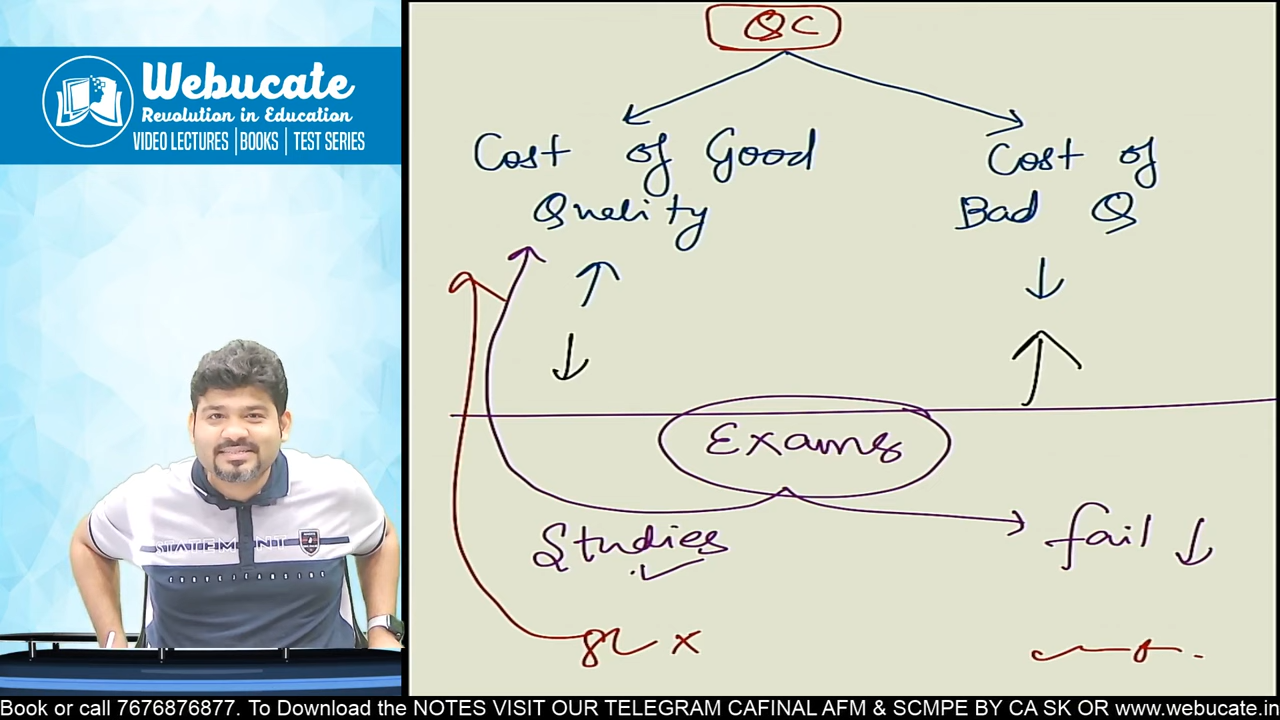 Webucate
Revolution in Education
VIDEO LECTURES | BOOKS | TEST SERIES
QC
Cost of Good
Quality
Cost of
Bad Q
Exams
Studies
fail
STATEMENT
Book or call 7676876877. To Download the NOTES VISIT OUR TELEGRAM CAFINAL AFM & SCMPE BY CA SK OR www.webucate.in